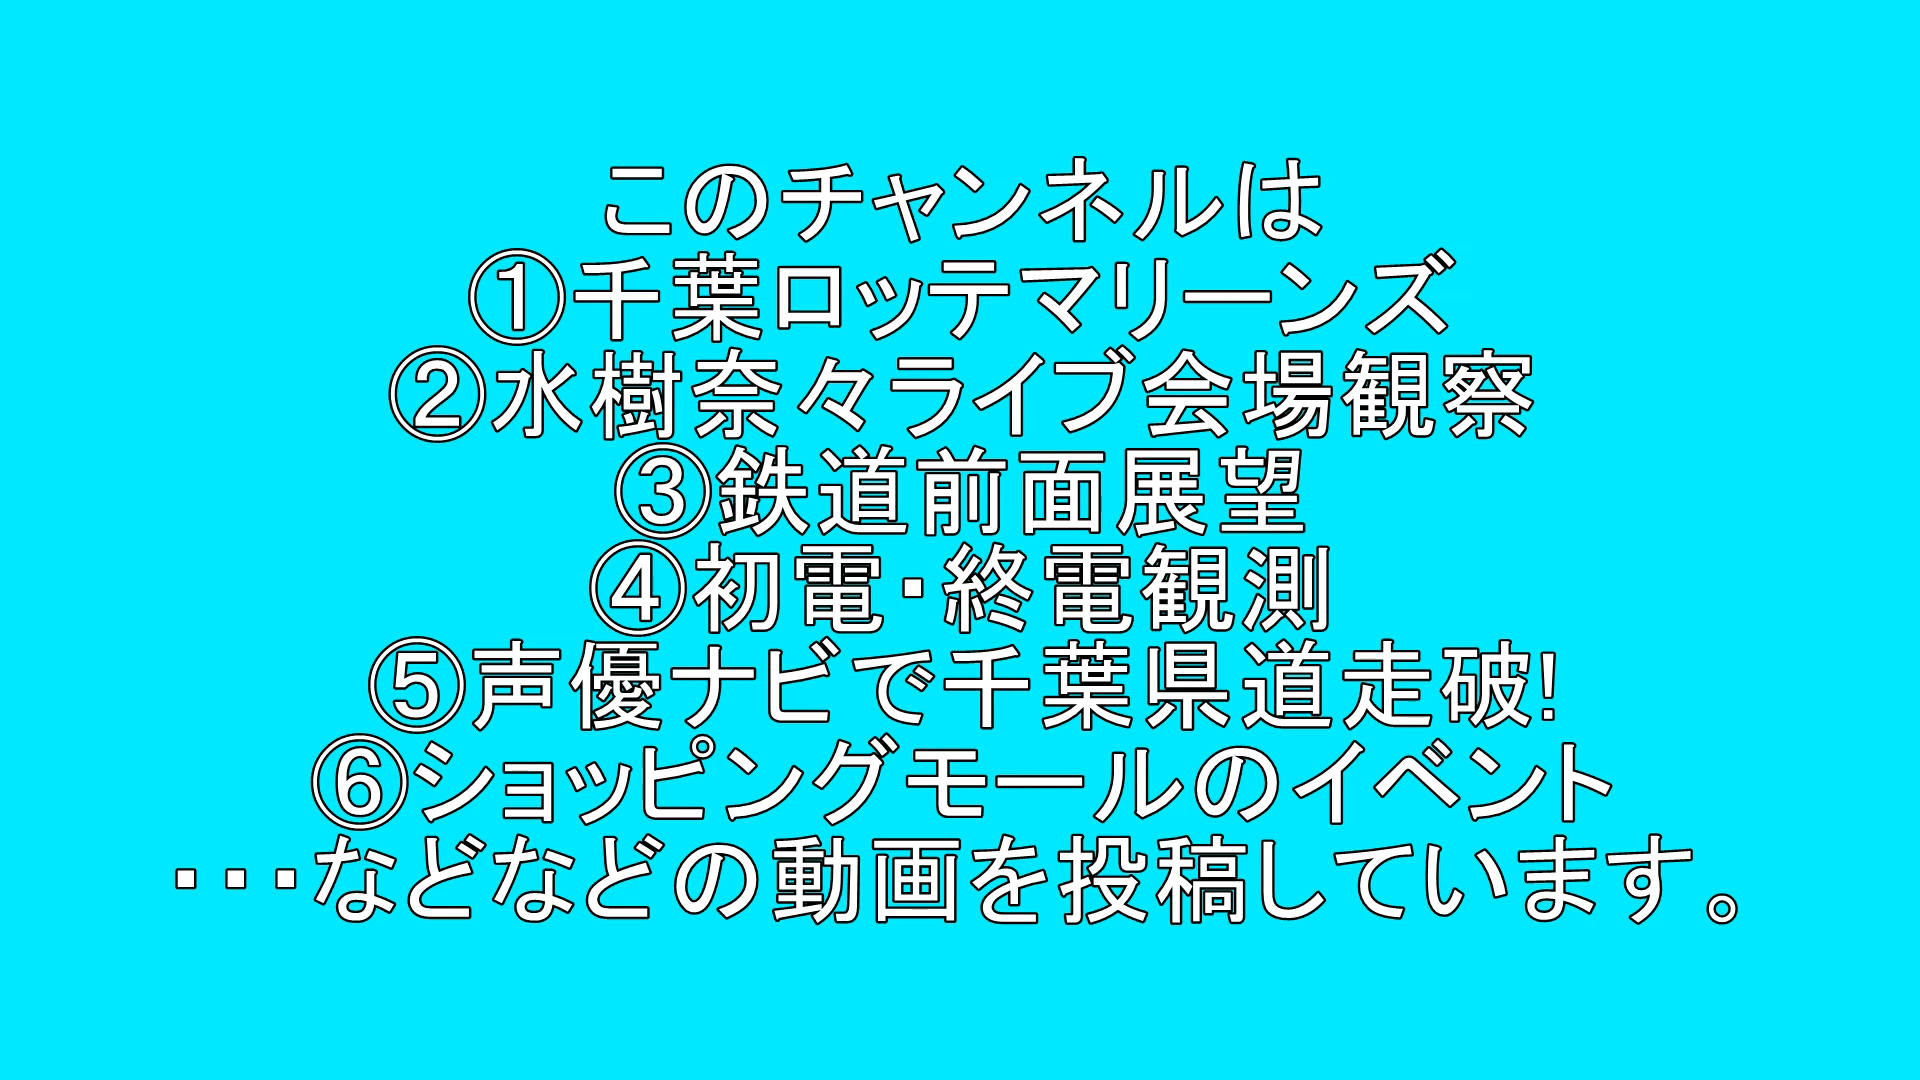 このチャンネルは
①千葉ロッテマリーンズ
②水樹奈々ライブ会場観察
③鉄道前面展望
④初電・終電観測
⑤声優ナビで千葉県道走破!
⑥ショッピングモールのイベント
・・・などなどの動画を投稿しています。